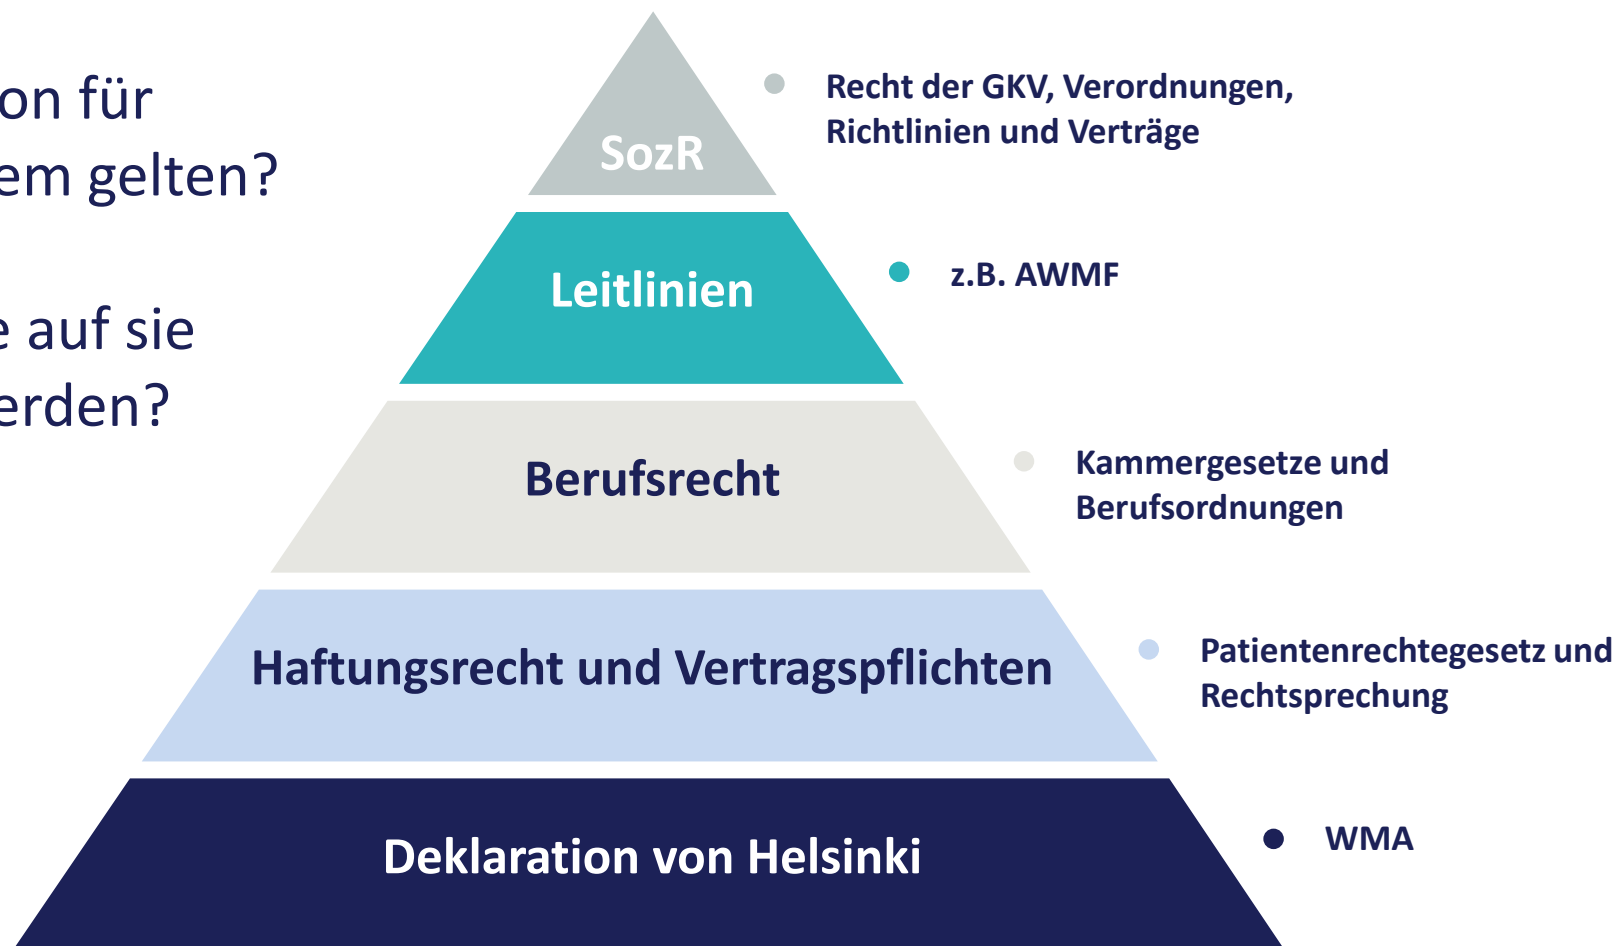 on für
em gelten?
e auf sie
erden?
SozR
Recht der GKV, Verordnungen,
Richtlinien und Verträge
Leitlinien
z.B. AWMF
Berufsrecht
Kammergesetze und
Berufsordnungen
Haftungsrecht und Vertragspflichten
Patientenrechtegesetz und
Rechtsprechung
Deklaration von Helsinki
WMA